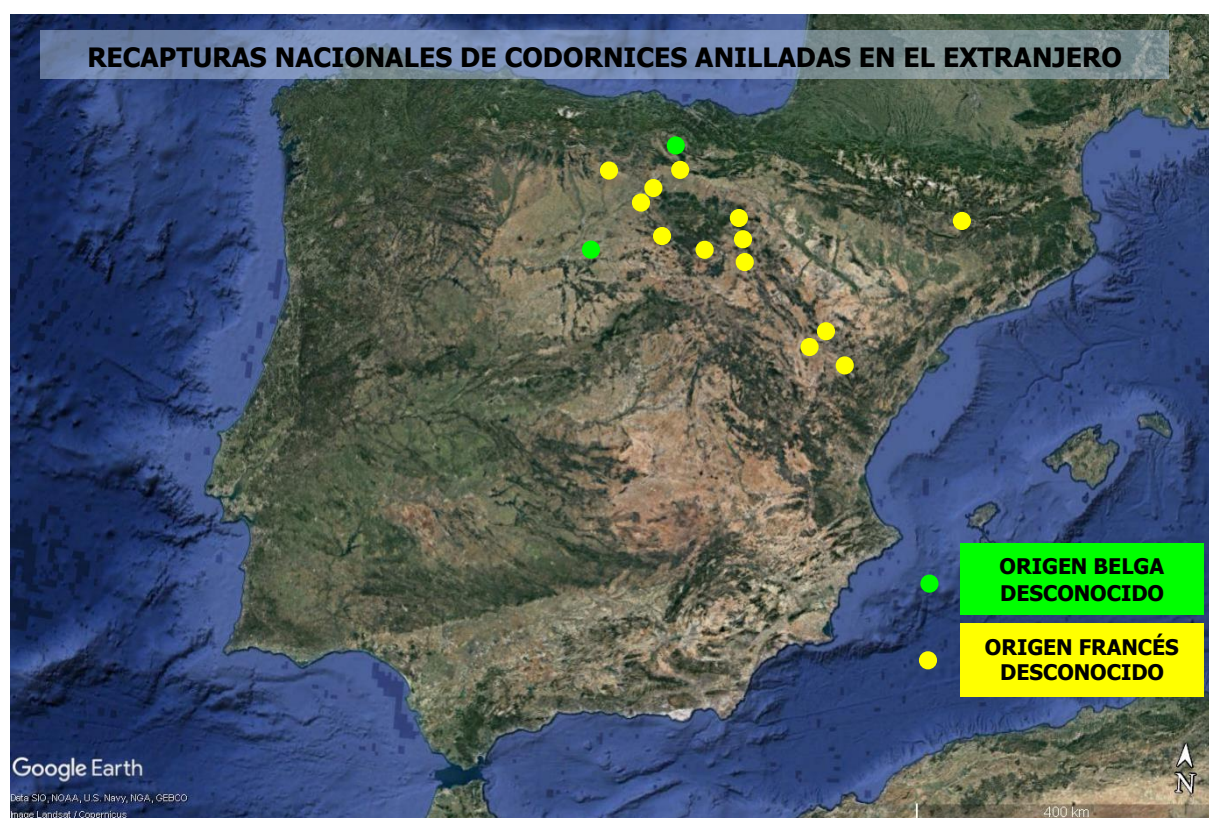 RECAPTURAS NACIONALES DE CODORNICES ANILLADAS EN EL EXTRANJERO
ORIGEN BELGA
DESCONOCIDO
ORIGEN FRANCÉS
DESCONOCIDO
Google Earth
Data SIO, NOAA, U.S. Navy, NGA, GEBCO
Image Landsat / Copernicus
N
400 km